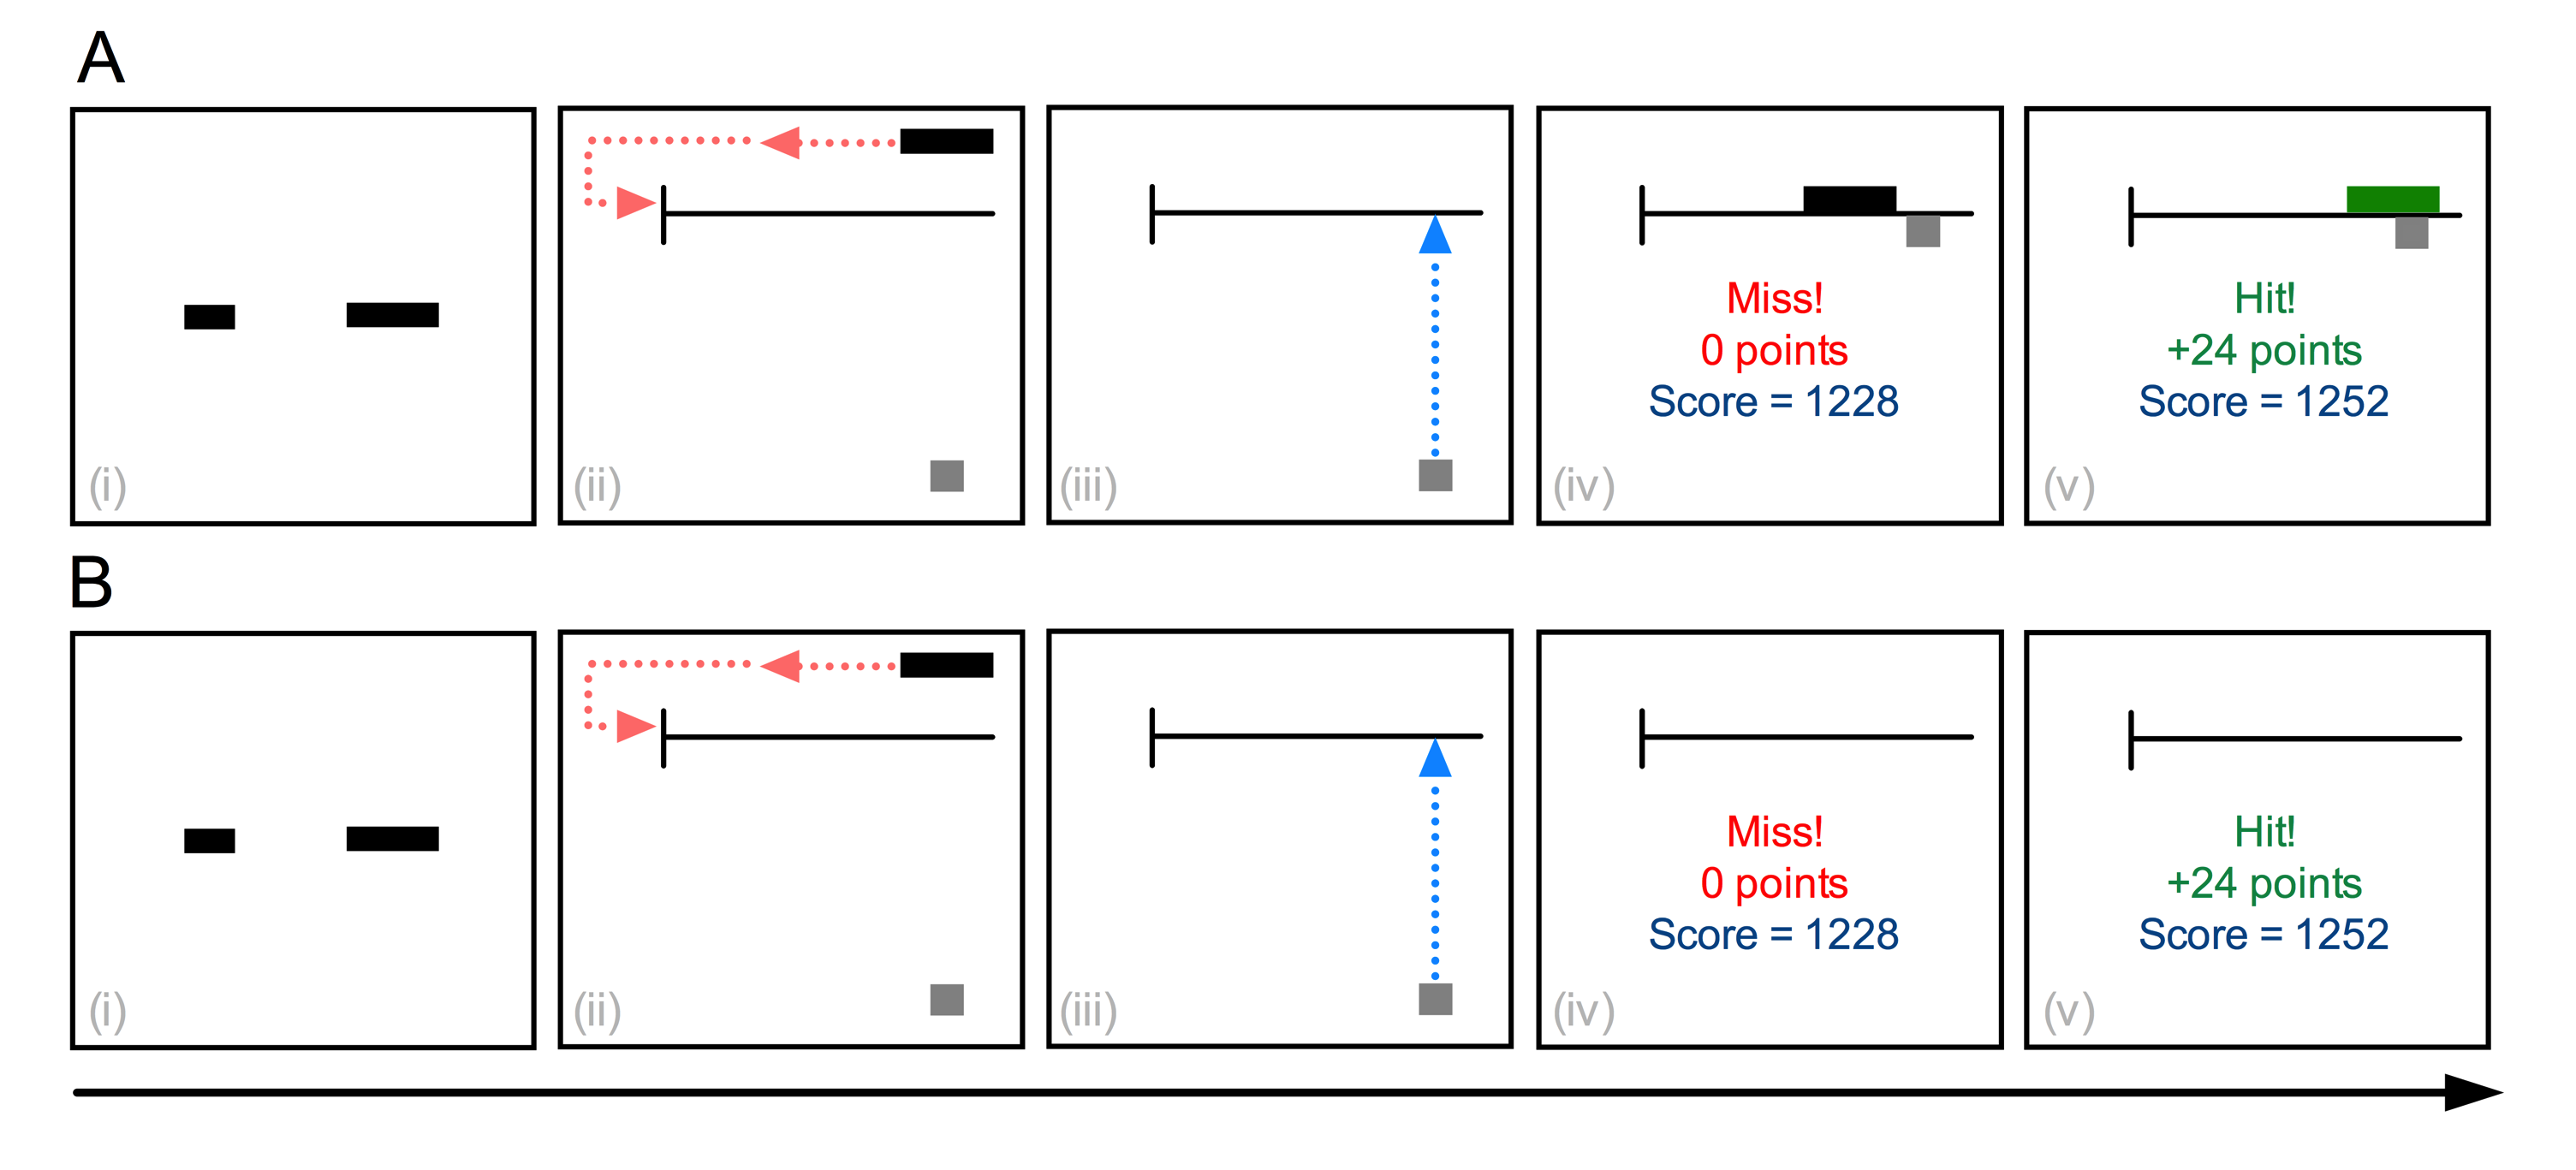 A
(i)
(ii)
(iii)
Miss!
0 points
Score = 1228
(iv)
Hit!
+24 points
Score = 1252
(v)
B
(i)
(ii)
(iii)
Miss!
0 points
Score = 1228
(iv)
Hit!
+24 points
Score = 1252
(v)